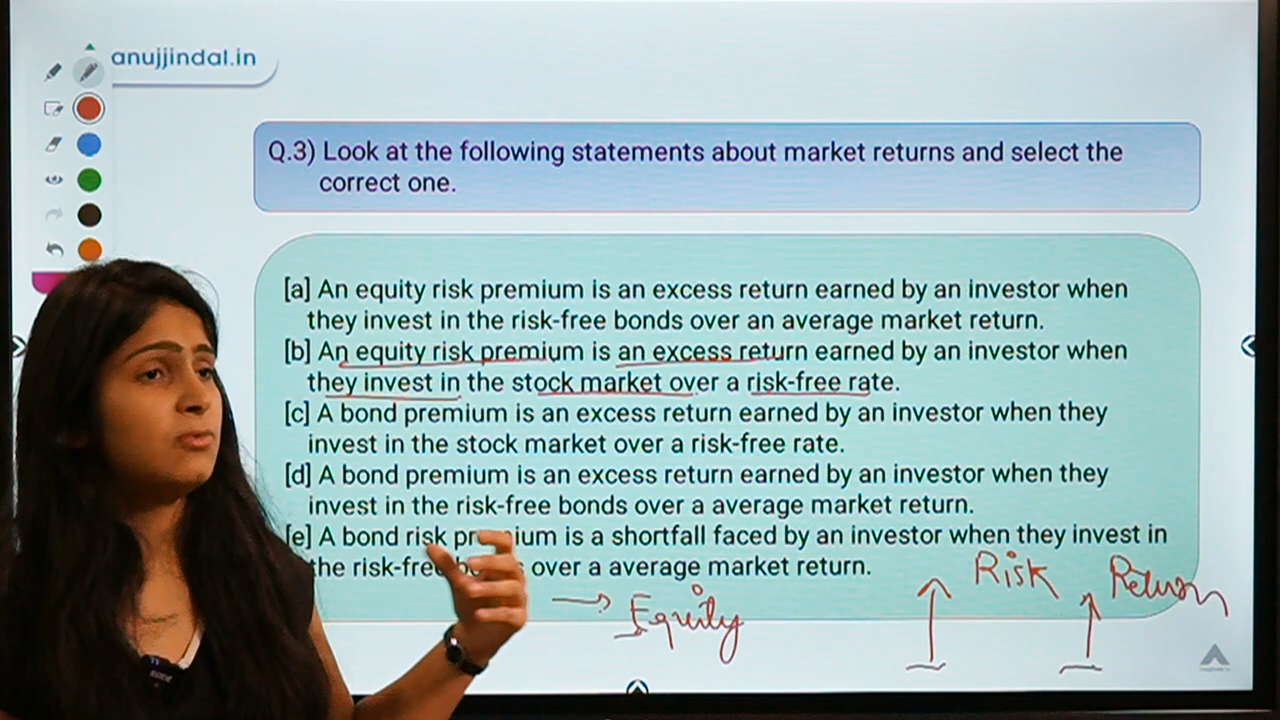 anujjindal.in
Q.3) Look at the following statements about market returns and select the
correct one.
[a] An equity risk premium is an excess return earned by an investor when
they invest in the risk-free bonds over an average market return.
[b] An equity risk premium is an excess return earned by an investor when
they invest in the stock market over a risk-free rate.
[c] A bond premium is an excess return earned by an investor when they
invest in the stock market over a risk-free rate.
[d] A bond premium is an excess return earned by an investor when they
invest in the risk-free bonds over a average market return.
[e] A bond risk is a shortfall faced by an investor when they invest in
the over a average market return.
Risk Return
→ Equity